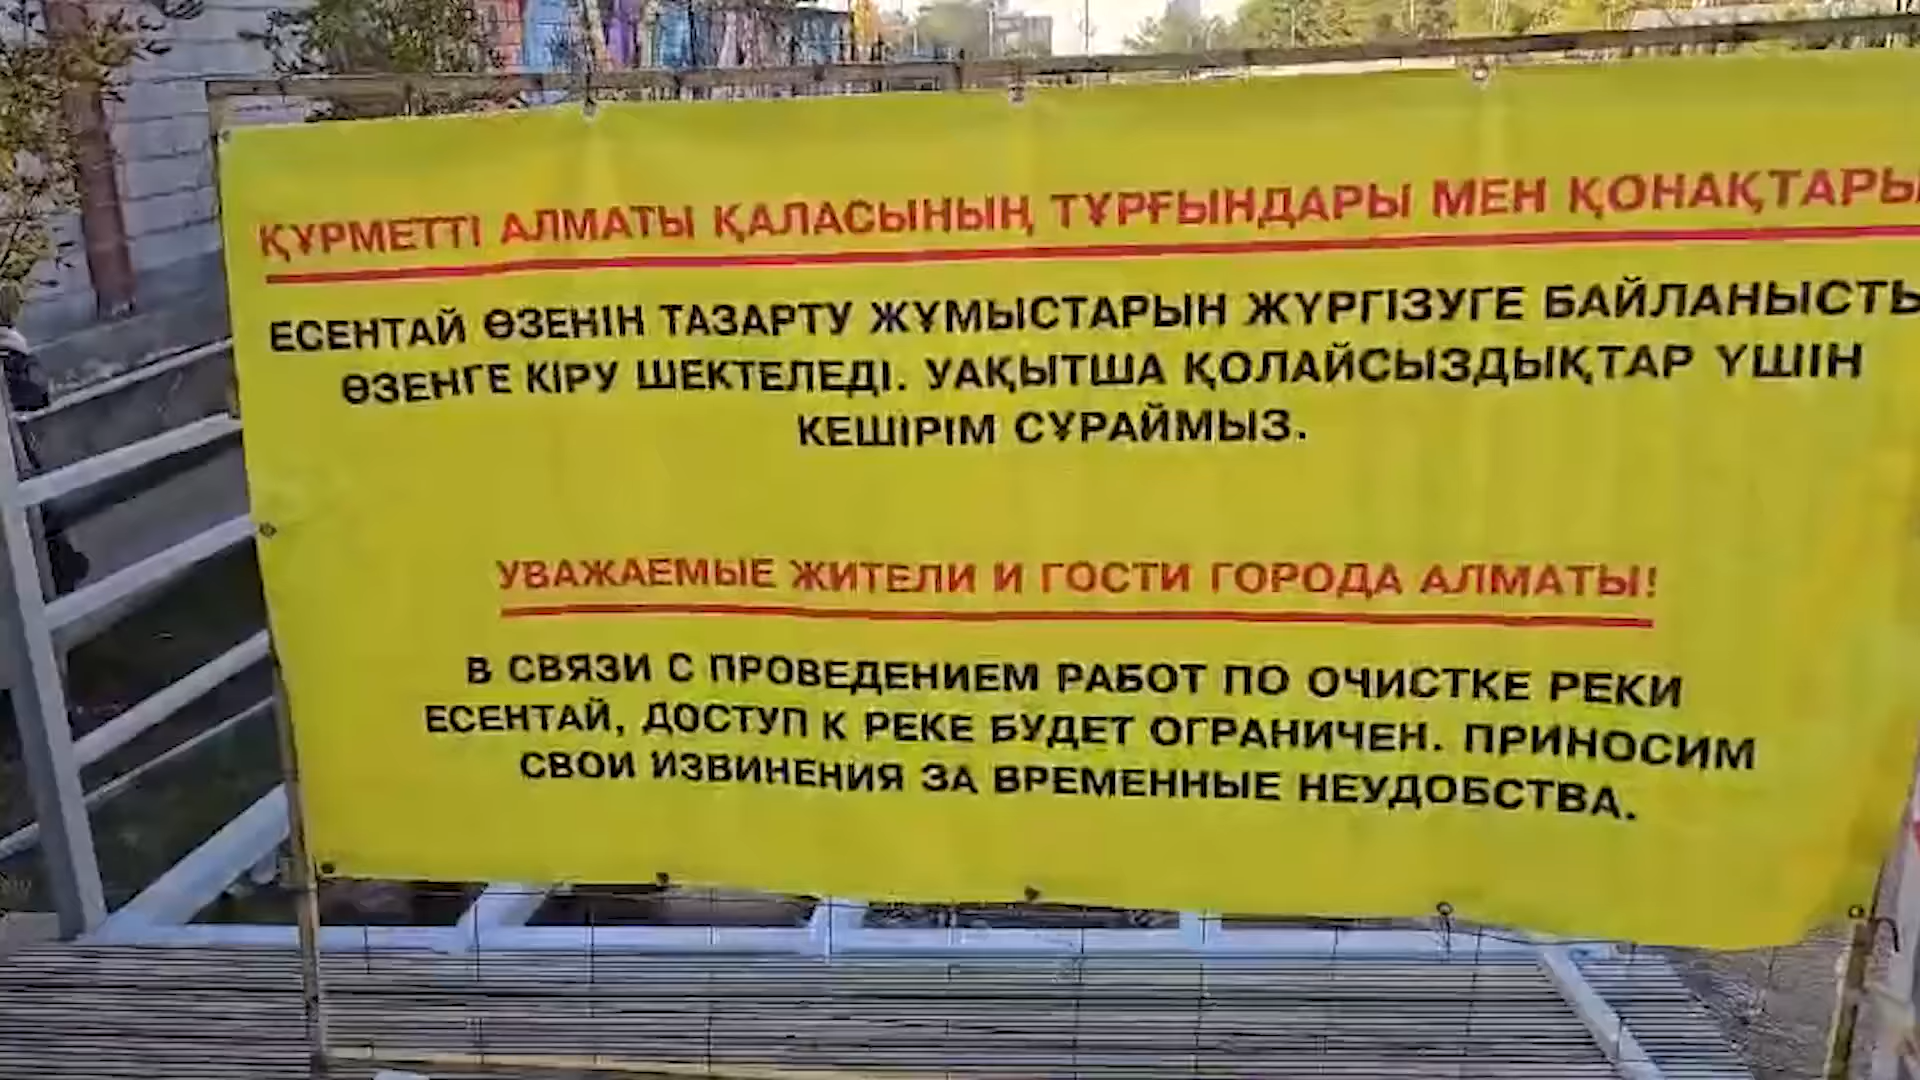 ҚҰРМЕТТІ АЛМАТЫ ҚАЛАСЫНЫҢ ТҰРҒЫНДАРЫ МЕН ҚОНАҚТАРЫ
ЕСЕНТАЙ ӨЗЕНІН ТАЗАРТУ ЖҰМЫСТАРЫН ЖҮРГІЗУГЕ БАЙЛАНЫСТЫ
ӨЗЕНГЕ КІРУ ШЕКТЕЛЕДІ. УАҚЫТША ҚОЛАЙСЫЗДЫҚТАР ҮШІН
КЕШІРІМ СҰРАЙМЫЗ.
УВАЖАЕМЫЕ ЖИТЕЛИ И ГОСТИ ГОРОДА АЛМАТЫ!
В СВЯЗИ С ПРОВЕДЕНИЕМ РАБОТ ПО ОЧИСТКЕ РЕКИ
ЕСЕНТАЙ, ДОСТУП К РЕКЕ БУДЕТ ОГРАНИЧЕН. ПРИНОСИМ
СВОИ ИЗВИНЕНИЯ ЗА ВРЕМЕННЫЕ НЕУДОБСТВА.